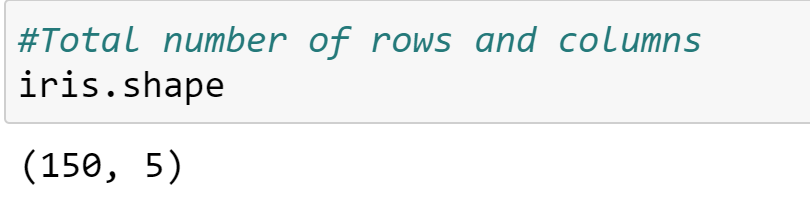 #Total number of rows and columns
iris.shape
(150, 5)